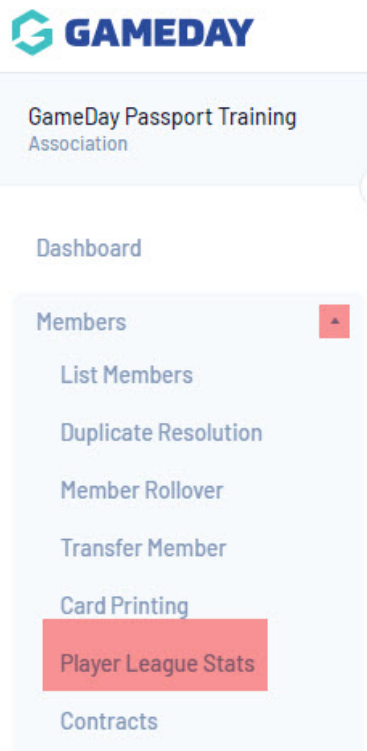 GAMEDAY
GameDay Passport Training
Association
Dashboard
Members
List Members
Duplicate Resolution
Member Rollover
Transfer Member
Card Printing
Player League Stats
Contracts